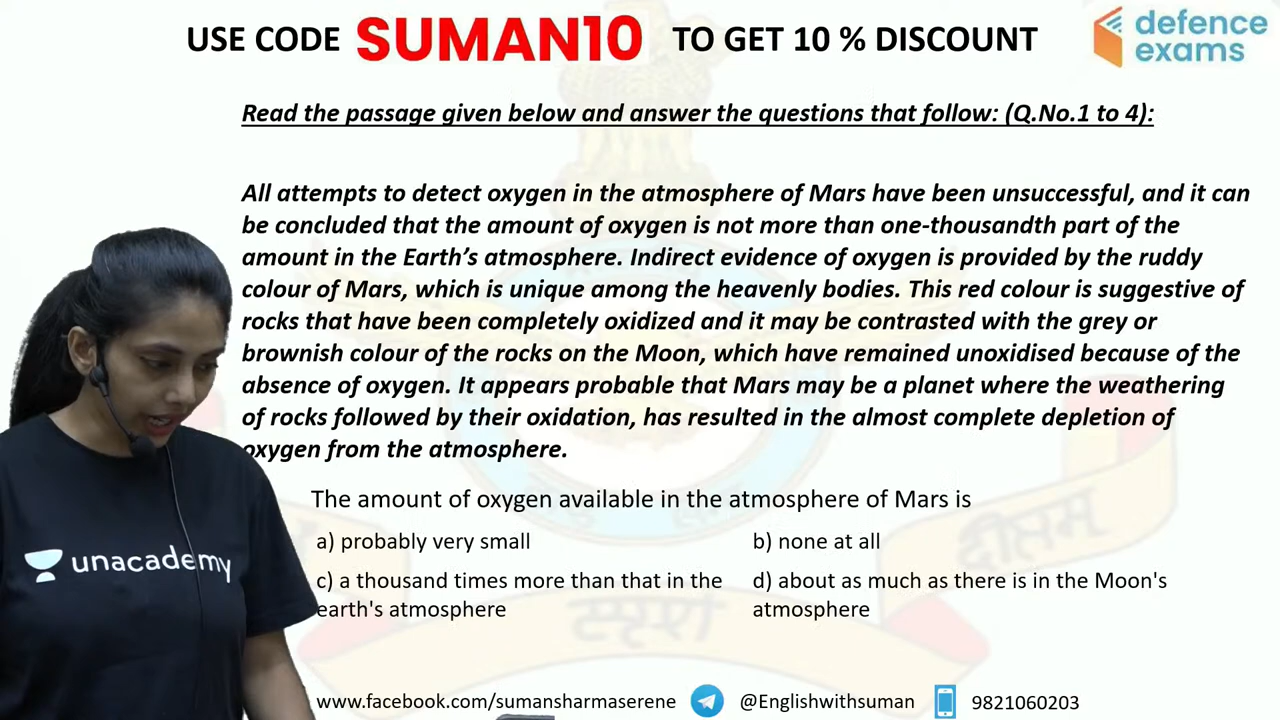 USE CODE SUMAN10 TO GET 10 % DISCOUNT
defence
exams
Read the passage given below and answer the questions that follow: (Q.No.1 to 4):
All attempts to detect oxygen in the atmosphere of Mars have been unsuccessful, and it can
be concluded that the amount of oxygen is not more than one-thousandth part of the
amount in the Earth's atmosphere. Indirect evidence of oxygen is provided by the ruddy
colour of Mars, which is unique among the heavenly bodies. This red colour is suggestive of
rocks that have been completely oxidized and it may be contrasted with the grey or
brownish colour of the rocks on the Moon, which have remained unoxidised because of the
absence of oxygen. It appears probable that Mars may be a planet where the weathering
of rocks followed by their oxidation, has resulted in the almost complete depletion of
oxygen from the atmosphere.
The amount of oxygen available in the atmosphere of Mars is
a) probably very small
b) none at all
c) a thousand times more than that in the
earth's atmosphere
d) about as much as there is in the Moon's
atmosphere
unacademy
स्पृशं
दीप्तम्
www.facebook.com/sumansharmaserene
@Englishwithsuman
9821060203